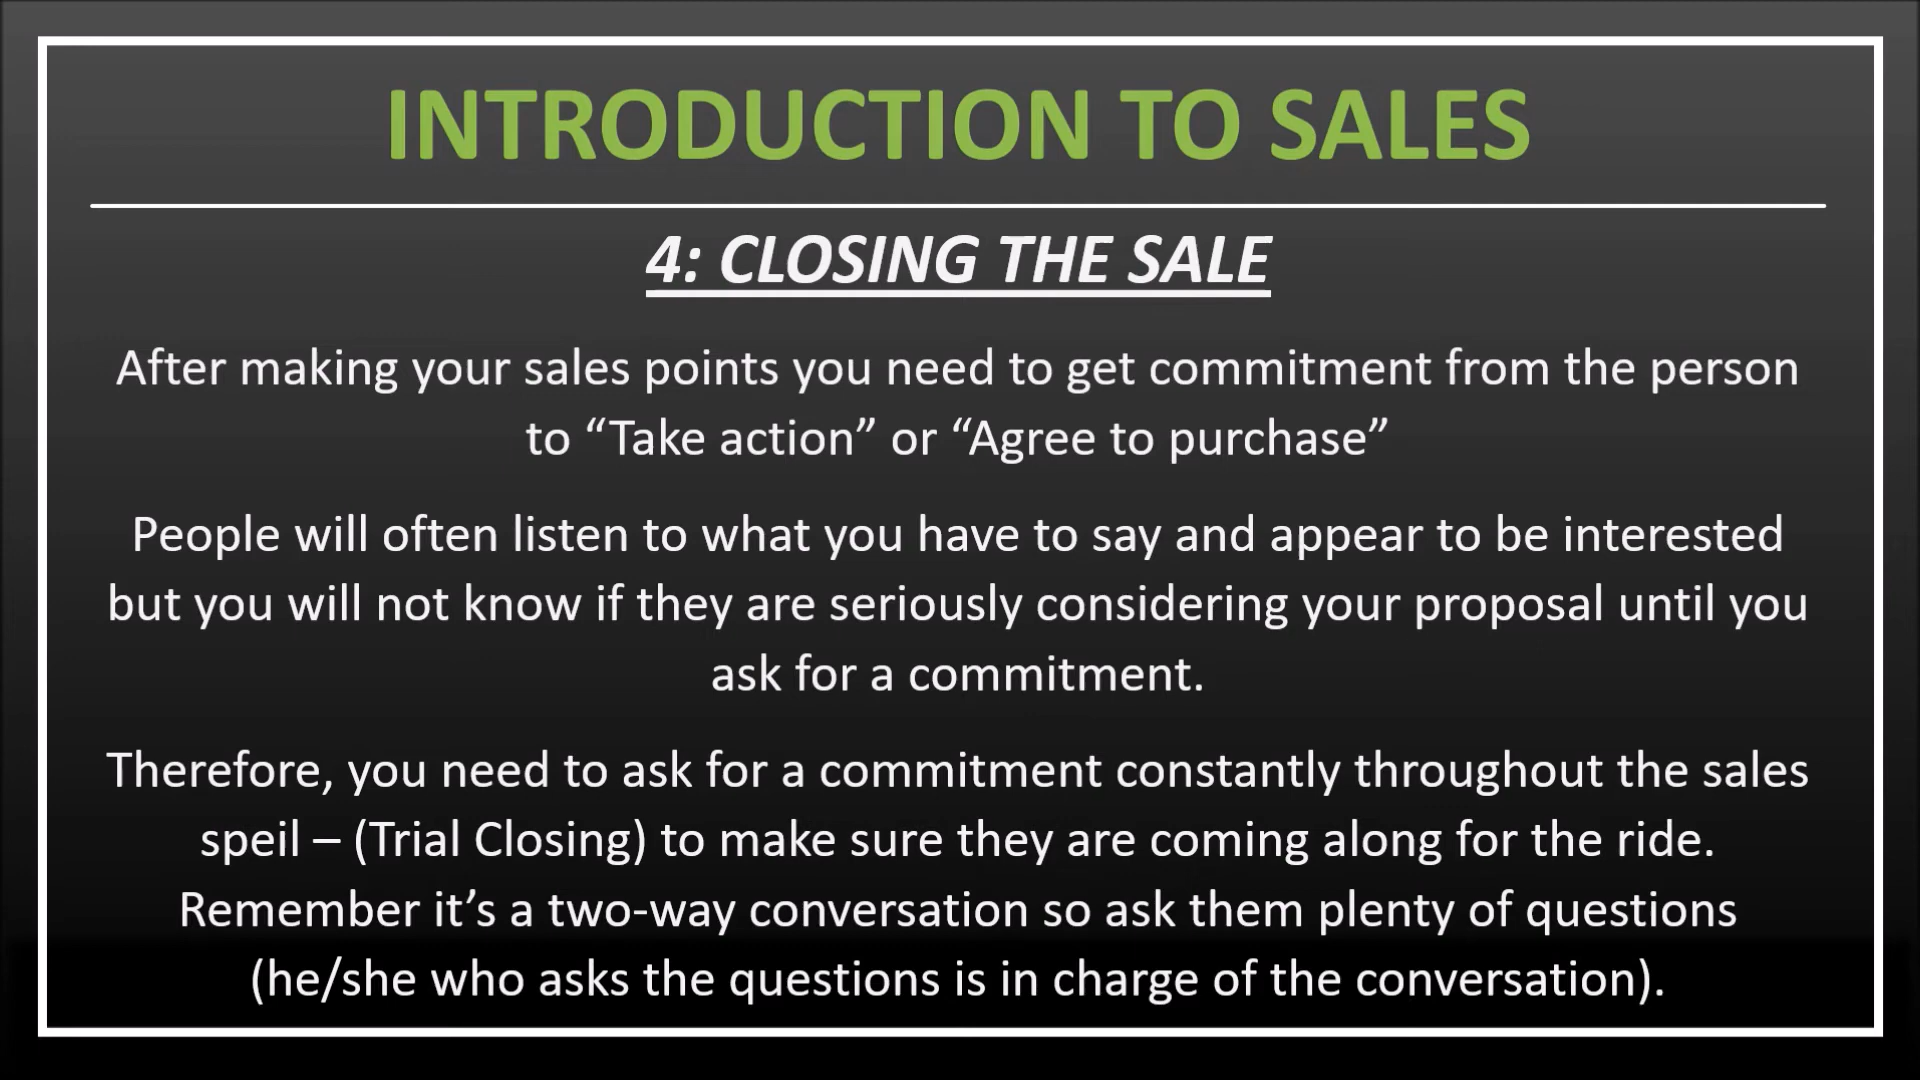 INTRODUCTION TO SALES
4: CLOSING THE SALE
After making your sales points you need to get commitment from the person
to “Take action” or “Agree to purchase”
People will often listen to what you have to say and appear to be interested
but you will not know if they are seriously considering your proposal until you
ask for a commitment.
Therefore, you need to ask for a commitment constantly throughout the sales
speil – (Trial Closing) to make sure they are coming along for the ride.
Remember it’s a two-way conversation so ask them plenty of questions
(he/she who asks the questions is in charge of the conversation).